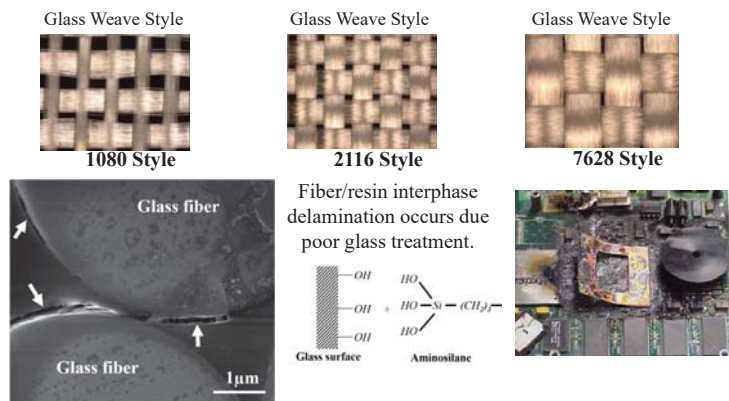 Glass Weave Style
Glass Weave Style
Glass Weave Style
1080 Style
2116 Style
7628 Style
Glass fiber
Glass fiber
1μm
Fiber/resin interphase
delamination occurs due
poor glass treatment.
OH
OH
OH
Glass surface
+
HO
HO—Si—(CH₂)₃—
HO
Aminosilane